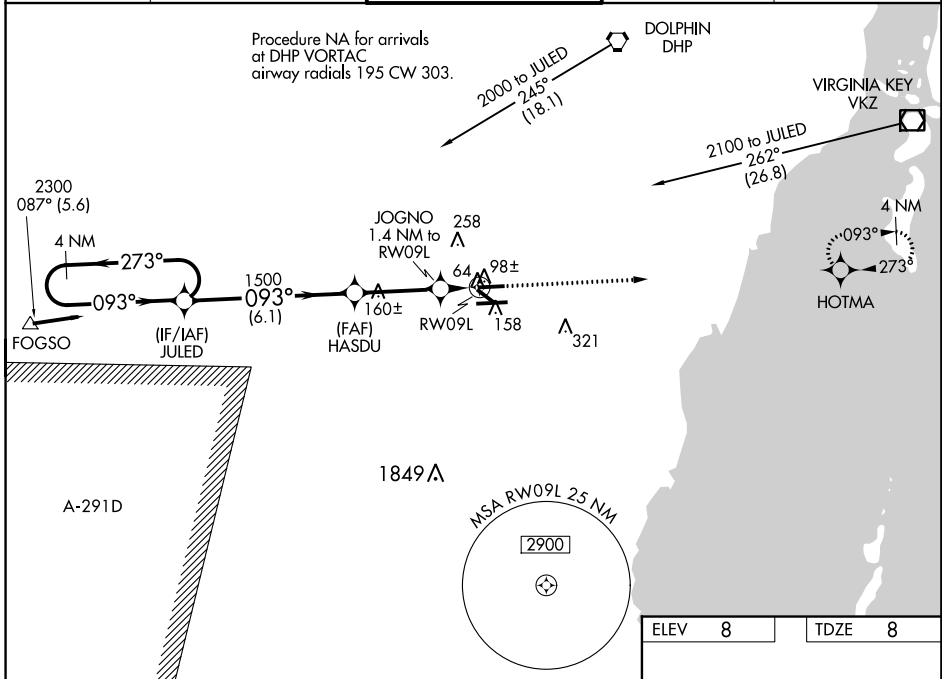 Procedure NA for arrivals
at DHP VORTAC
airway radials 195 CW 303.
DOLPHIN
DHP
2000 to JULED
245°
(18.1)
VIRGINIA KEY
VKZ
2100 to JULED
262°
(26.8)
2300
087° (5.6)
4 NM
273°
093°
FOGSO
(IF/IAF)
JULED
1500
093°
(6.1)
(FAF)
HASDU
160±
JOGNO
1.4 NM to
RW09L
258
64
98±
RW09L
158
321
4 NM
093°
273°
HOTMA
A-291D
1849
MSA RW09L 25 NM
2900
ELEV 8
TDZE 8